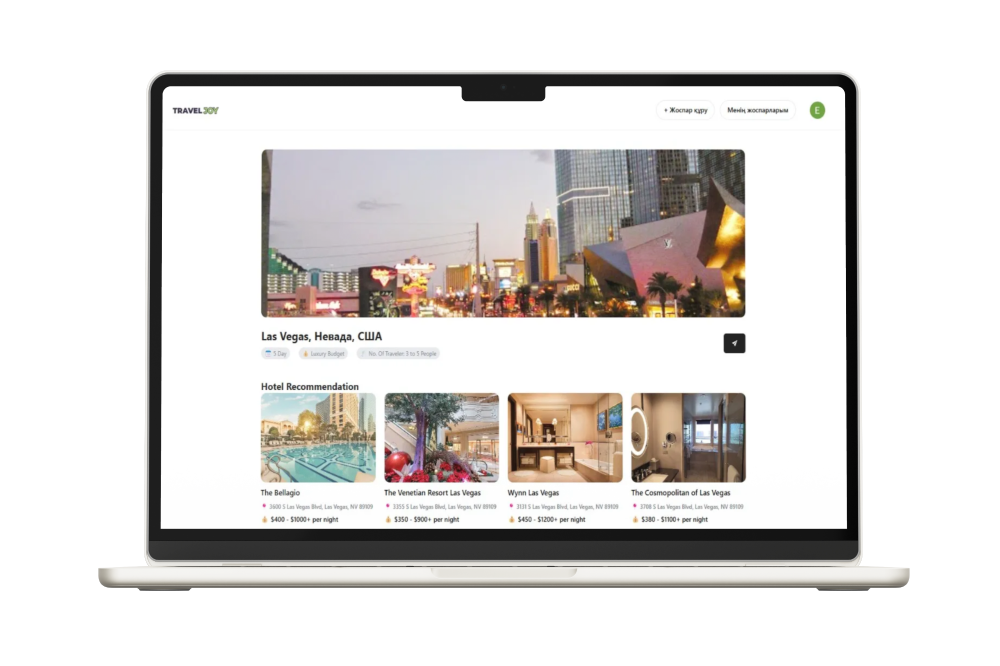 TRAVEL JOY
+ Жоспар құру
Менің жоспарларым
E
Las Vegas, Невада, США
Luxury Budget
No. Of Traveler: 3 to 5 People
Hotel Recommendation
The Bellagio
3600 S Las Vegas Blvd, Las Vegas, NV 89109
$400 - $1000+ per night
The Venetian Resort Las Vegas
3355 S Las Vegas Blvd, Las Vegas, NV 89109
$350 - $900+ per night
Wynn Las Vegas
3131 S Las Vegas Blvd, Las Vegas, NV 89109
$450 - $1200+ per night
The Cosmopolitan of Las Vegas
3708 S Las Vegas Blvd, Las Vegas, NV 89109
$380 - $1100+ per night